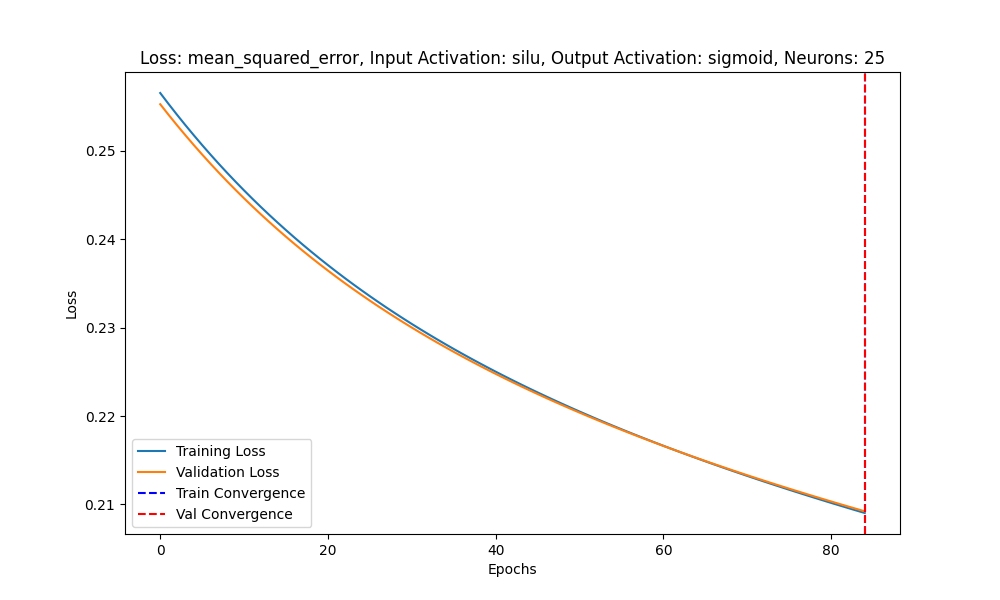 Loss: mean_squared_error, Input Activation: silu, Output Activation: sigmoid, Neurons: 25
Loss
0.25
0.24
0.23
0.22
0.21
Training Loss
Validation Loss
Train Convergence
Val Convergence
0 20 40 60 80
Epochs